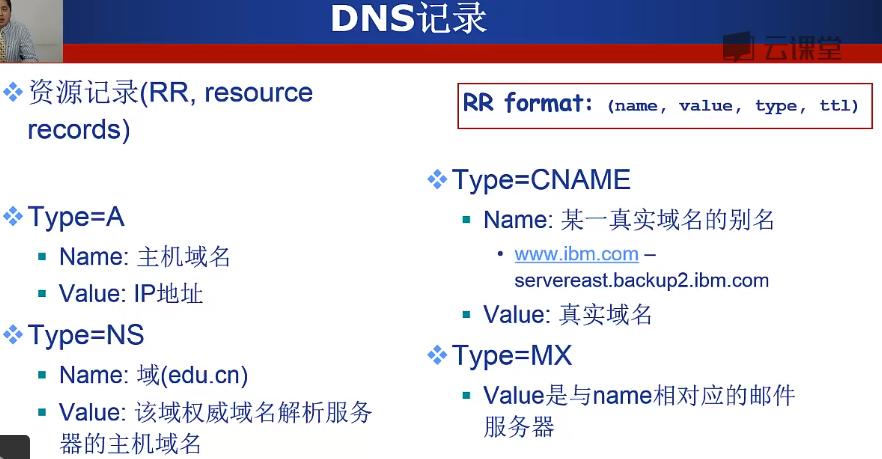 DNS记录
云课堂
资源记录(RR, resource
records)
RR format: (name, value, type, ttl)
Type=A
Name: 主机域名
Value: IP地址
Type=NS
Name: 域(edu.cn)
Value: 该域权威域名解析服务
器的主机域名
Type=CNAME
Name: 某一真实域名的别名
www.ibm.com –
servereast.backup2.ibm.com
Value: 真实域名
Type=MX
Value是与name相对应的邮件
服务器